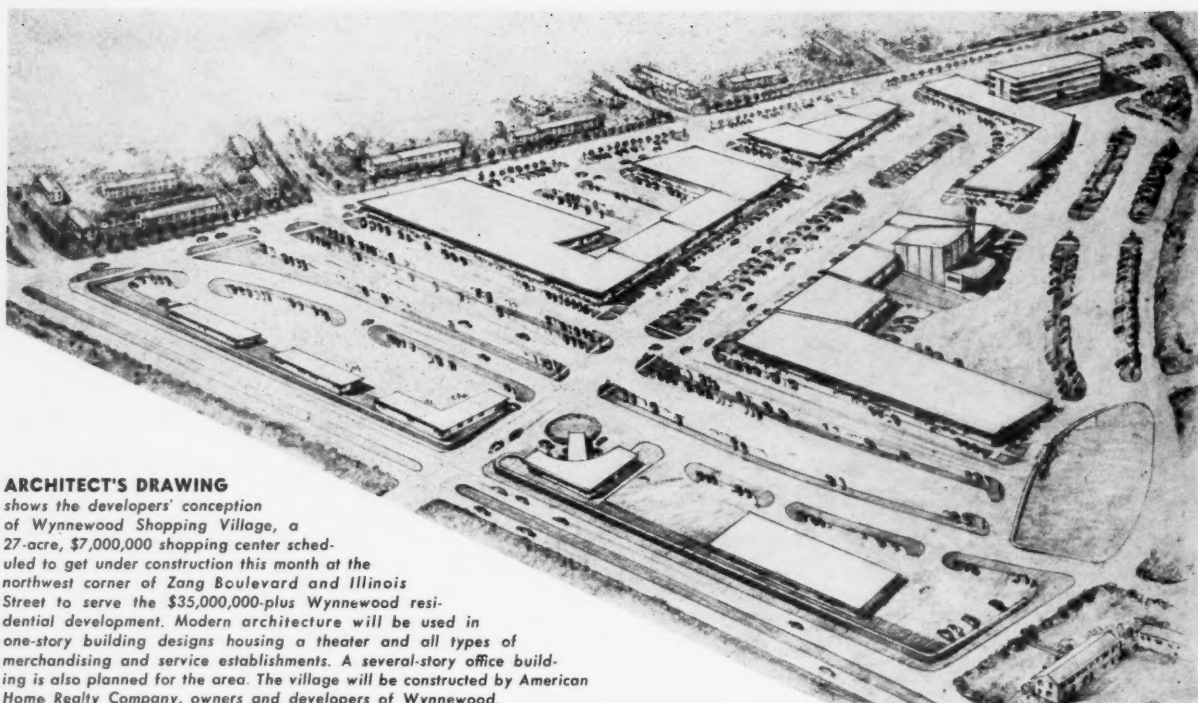 ARCHITECT'S DRAWING
shows the developers' conception
of Wynnewood Shopping Village, a
27-acre, $7,000,000 shopping center sched-
uled to get under construction this month at the
northwest corner of Zang Boulevard and Illinois
Street to serve the $35,000,000-plus Wynnewood resi-
dential development. Modern architecture will be used in
one-story building designs housing a theater and all types of
merchandising and service establishments. A several-story office build-
ing is also planned for the area. The village will be constructed by American
Home Realty Company, owners and developers of Wynnewood.